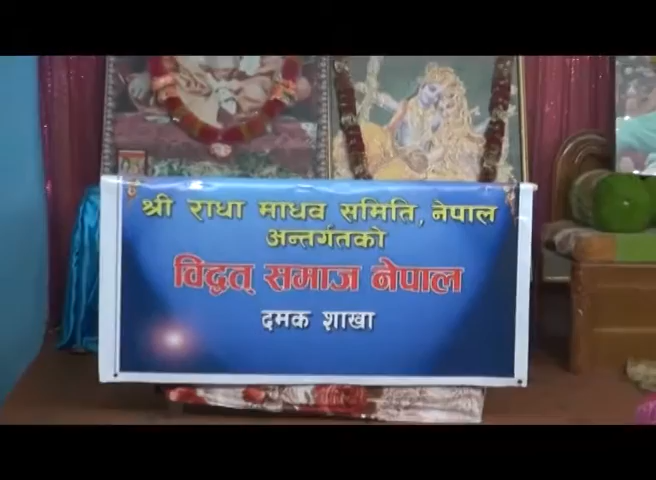 श्री राधा माधव समिति, नेपाल
अन्तर्गतको
विद्वत् समाज नेपाल
दमक शाखा